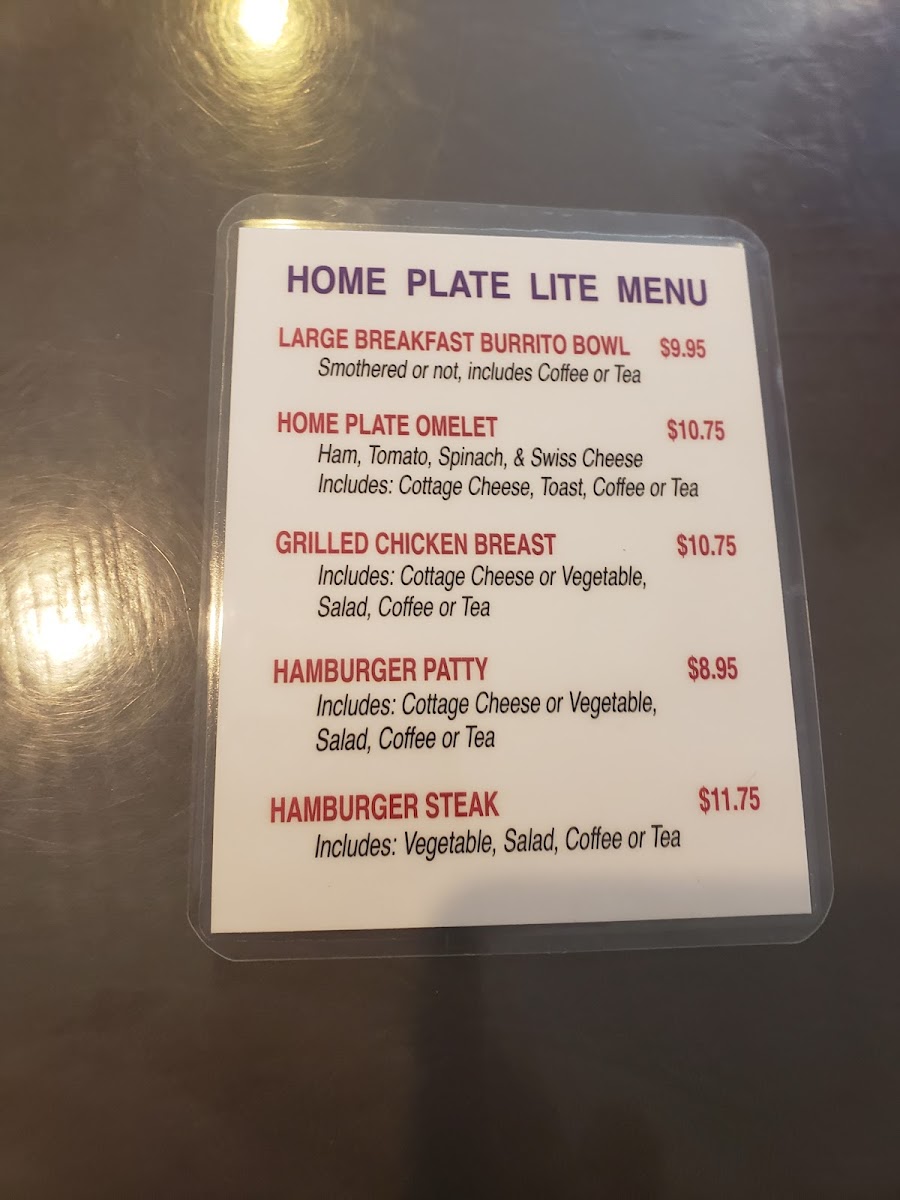 HOME PLATE LITE MENU
LARGE BREAKFAST BURRITO BOWL $9.95
Smothered or not, includes Coffee or Tea
HOME PLATE OMELET $10.75
Ham, Tomato, Spinach, & Swiss Cheese
Includes: Cottage Cheese, Toast, Coffee or Tea
GRILLED CHICKEN BREAST $10.75
Includes: Cottage Cheese or Vegetable,
Salad, Coffee or Tea
HAMBURGER PATTY $8.95
Includes: Cottage Cheese or Vegetable,
Salad, Coffee or Tea
HAMBURGER STEAK $11.75
Includes: Vegetable, Salad, Coffee or Tea